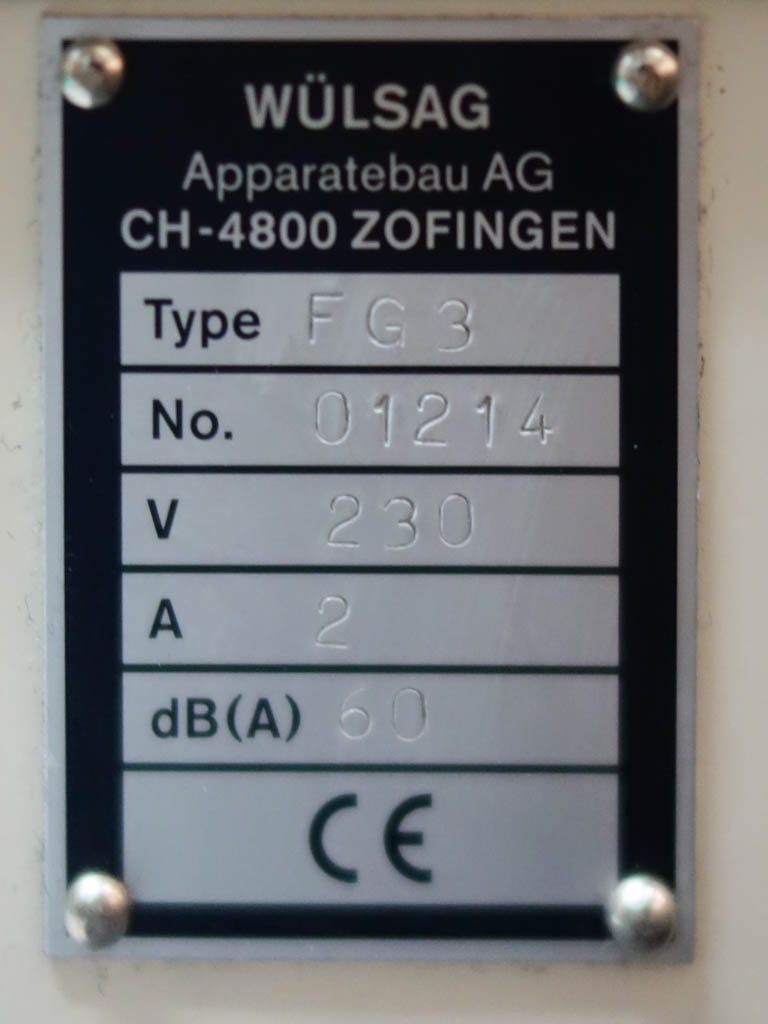 WÜLSAG
Apparatebau AG
CH-4800 ZOFINGEN
Type FG3
No. 01214
V 230
A 2
dB(A) 60
CE